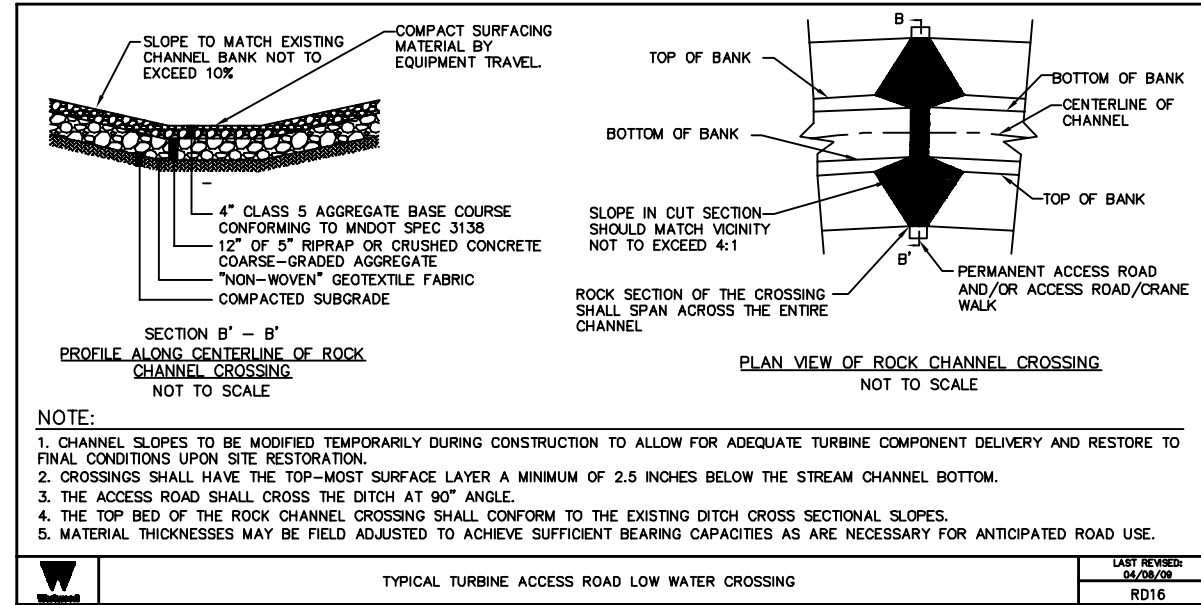 SLOPE TO MATCH EXISTING
CHANNEL BANK NOT TO
EXCEED 10%
COMPACT SURFACING
MATERIAL BY
EQUIPMENT TRAVEL.
4" CLASS 5 AGGREGATE BASE COURSE
CONFORMING TO MNDOT SPEC 3138
12" OF 5" RIPRAP OR CRUSHED CONCRETE
COARSE-GRADED AGGREGATE
"NON-WOVEN" GEOTEXTILE FABRIC
COMPACTED SUBGRADE
SECTION B' - B'
PROFILE ALONG CENTERLINE OF ROCK
CHANNEL CROSSING
NOT TO SCALE
B
TOP OF BANK
BOTTOM OF BANK
CENTERLINE OF
CHANNEL
BOTTOM OF BANK
TOP OF BANK
SLOPE IN CUT SECTION
SHOULD MATCH VICINITY
NOT TO EXCEED 4:1
B'
PERMANENT ACCESS ROAD
AND/OR ACCESS ROAD/CRANE
WALK
ROCK SECTION OF THE CROSSING
SHALL SPAN ACROSS THE ENTIRE
CHANNEL
PLAN VIEW OF ROCK CHANNEL CROSSING
NOT TO SCALE
NOTE:
1. CHANNEL SLOPES TO BE MODIFIED TEMPORARILY DURING CONSTRUCTION TO ALLOW FOR ADEQUATE TURBINE COMPONENT DELIVERY AND RESTORE TO
FINAL CONDITIONS UPON SITE RESTORATION.
2. CROSSINGS SHALL HAVE THE TOP-MOST SURFACE LAYER A MINIMUM OF 2.5 INCHES BELOW THE STREAM CHANNEL BOTTOM.
3. THE ACCESS ROAD SHALL CROSS THE DITCH AT 90" ANGLE.
4. THE TOP BED OF THE ROCK CHANNEL CROSSING SHALL CONFORM TO THE EXISTING DITCH CROSS SECTIONAL SLOPES.
5. MATERIAL THICKNESSES MAY BE FIELD ADJUSTED TO ACHIEVE SUFFICIENT BEARING CAPACITIES AS ARE NECESSARY FOR ANTICIPATED ROAD USE.
TYPICAL TURBINE ACCESS ROAD LOW WATER CROSSING
LAST REVISED:
04/08/09
RD16